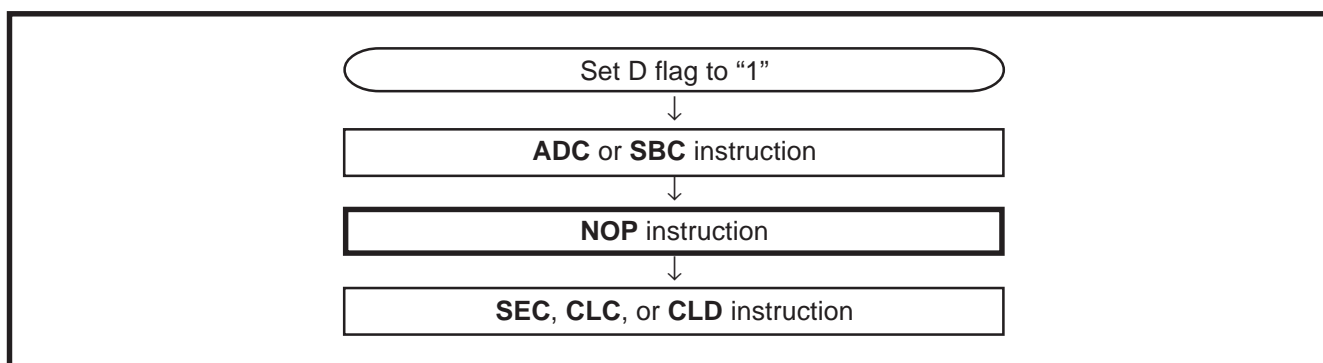 Set D flag to “1”
↓
ADC or SBC instruction
↓
NOP instruction
↓
SEC, CLC, or CLD instruction